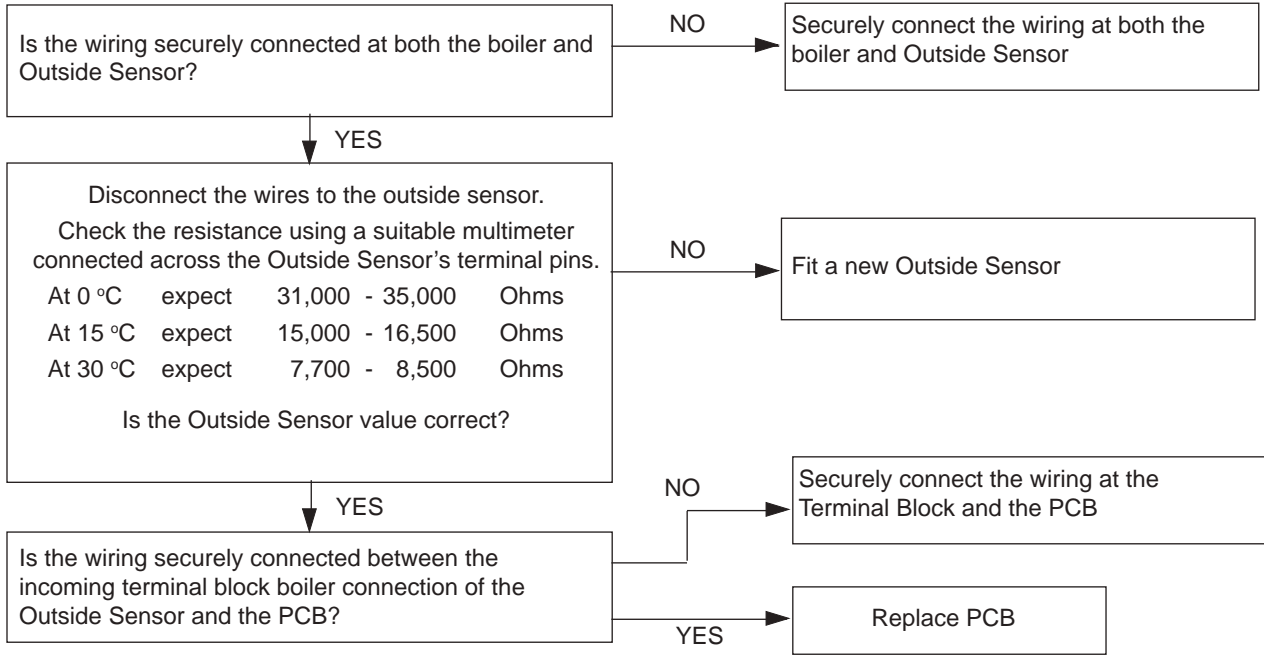 Is the wiring securely connected at both the boiler and
Outside Sensor?
NO
Securely connect the wiring at both the
boiler and Outside Sensor
YES
Disconnect the wires to the outside sensor.
Check the resistance using a suitable multimeter
connected across the Outside Sensor’s terminal pins.
At 0 ºC expect 31,000 - 35,000 Ohms
At 15 ºC expect 15,000 - 16,500 Ohms
At 30 ºC expect 7,700 - 8,500 Ohms
Is the Outside Sensor value correct?
NO
Fit a new Outside Sensor
YES
Is the wiring securely connected between the
incoming terminal block boiler connection of the
Outside Sensor and the PCB?
NO
Securely connect the wiring at the
Terminal Block and the PCB
YES
Replace PCB